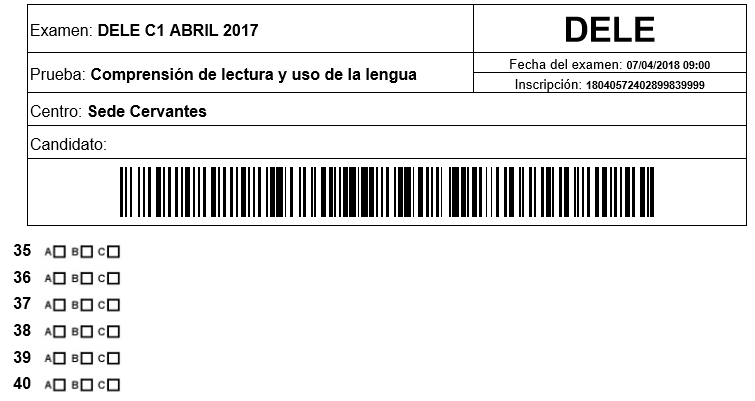 Examen: DELE C1 ABRIL 2017
DELE
Prueba: Comprensión de lectura y uso de la lengua
Fecha del examen: 07/04/2018 09:00
Inscripción: 18040572402899839999
Centro: Sede Cervantes
Candidato:
35 A B C
36 A B C
37 A B C
38 A B C
39 A B C
40 A B C